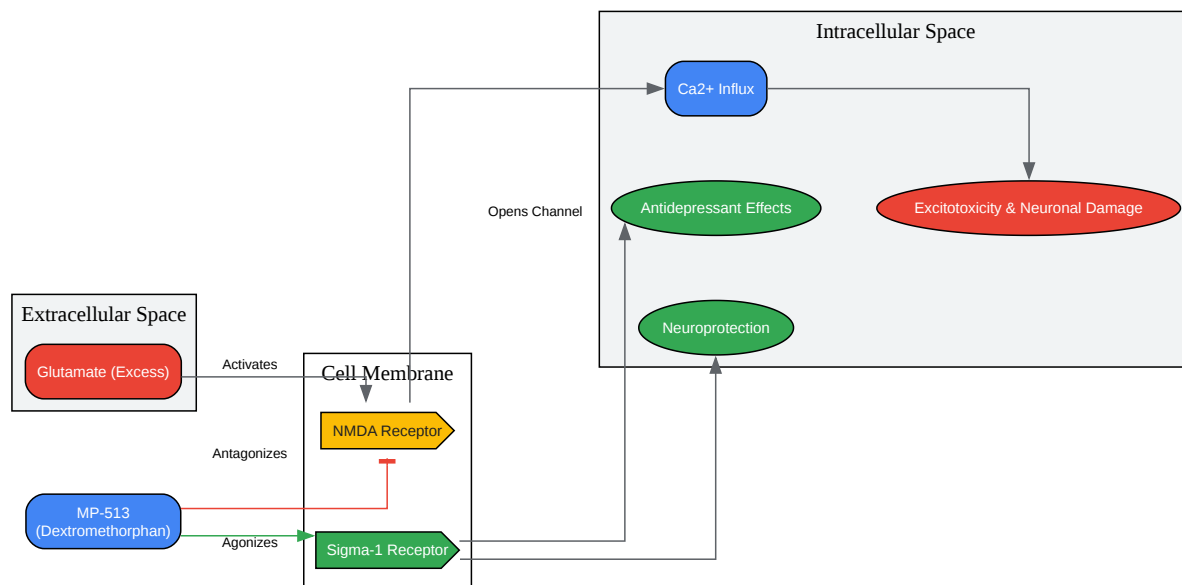 Intracellular Space
Ca2+ Influx
Opens Channel
Antidepressant Effects
Excitotoxicity & Neuronal Damage
Extracellular Space
Neuroprotection
Glutamate (Excess)
Activates
Cell Membrane
NMDA Receptor
Antagonizes
MP-513
(Dextromethorphan)
Agonizes
Sigma-1 Receptor